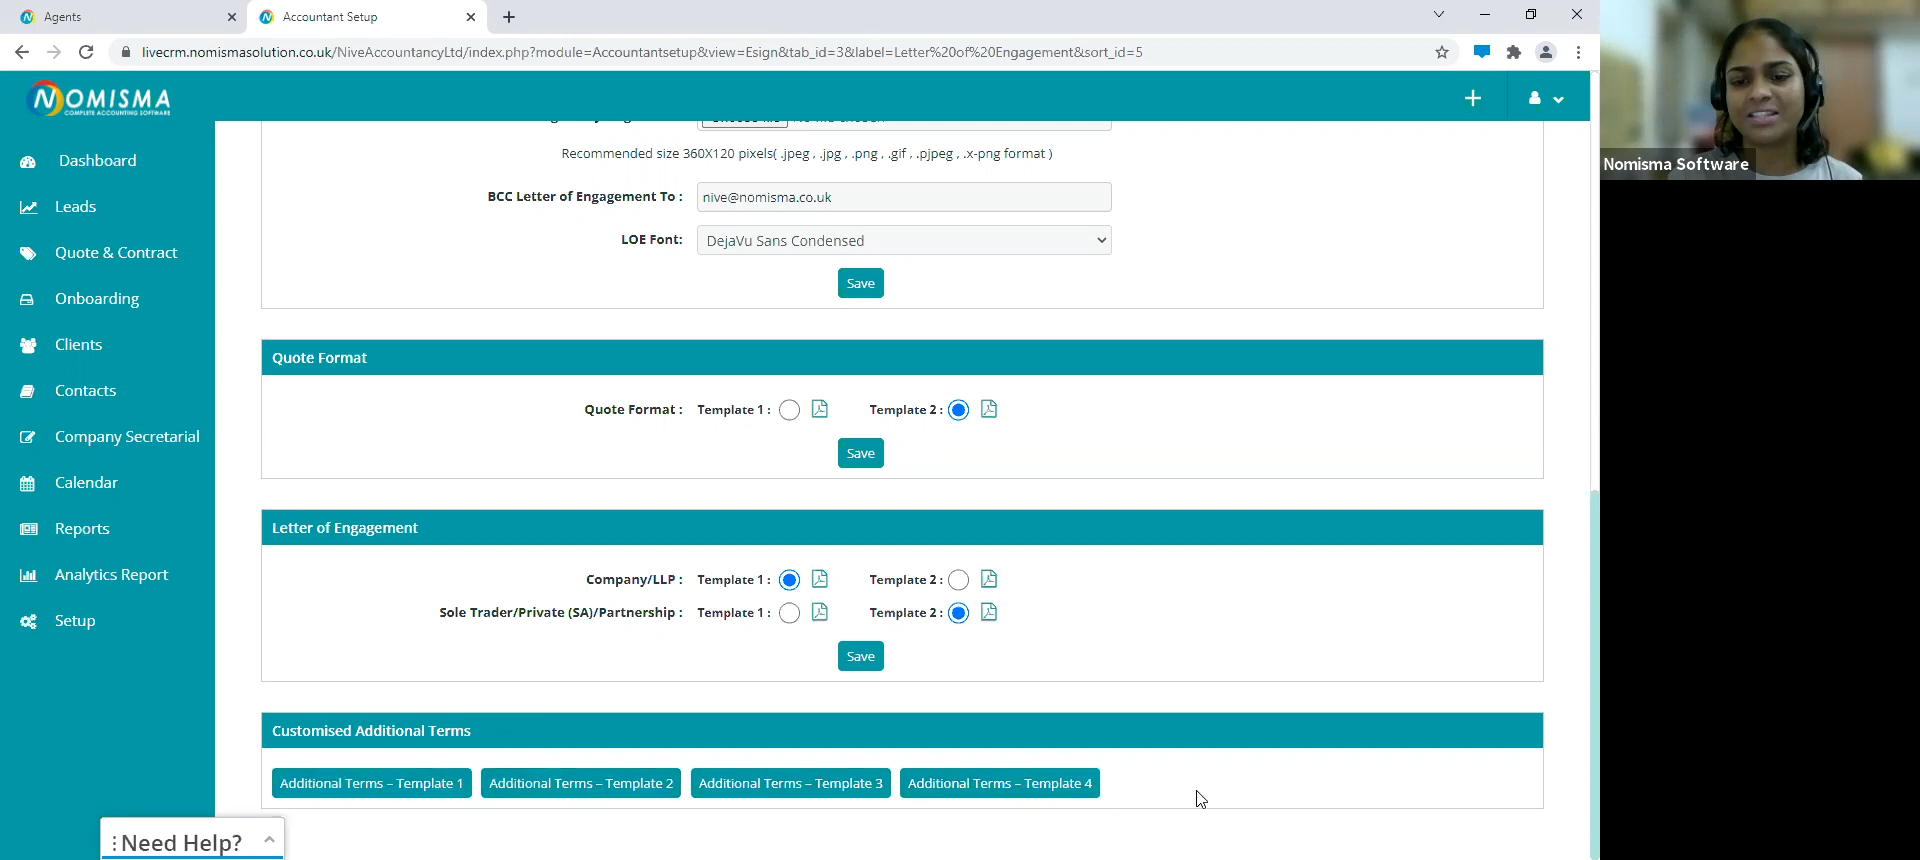 Agents
Accountant Setup
livecrm.nomismasolution.co.uk/NiveAccountancyLtd/index.php?module=Accountantsetup&view=Esign&tab_id=3&label=Letter%20of%20Engagement&sort_id=5
NOMISMA
COMPLETE ACCOUNTING SOFTWARE
Nomisma Software
Dashboard
Leads
Quote & Contract
Onboarding
Clients
Contacts
Company Secretarial
Calendar
Reports
Analytics Report
Setup
Recommended size 360X120 pixels( .jpeg , .jpg , .png , .gif , .pjpeg , .x-png format )
BCC Letter of Engagement To : nive@nomisma.co.uk
LOE Font: DejaVu Sans Condensed
Save
Quote Format
Quote Format : Template 1 : Template 2 :
Save
Letter of Engagement
Company/LLP : Template 1 : Template 2 :
Sole Trader/Private (SA)/Partnership : Template 1 : Template 2 :
Save
Customised Additional Terms
Additional Terms – Template 1 Additional Terms – Template 2 Additional Terms – Template 3 Additional Terms – Template 4
Need Help?